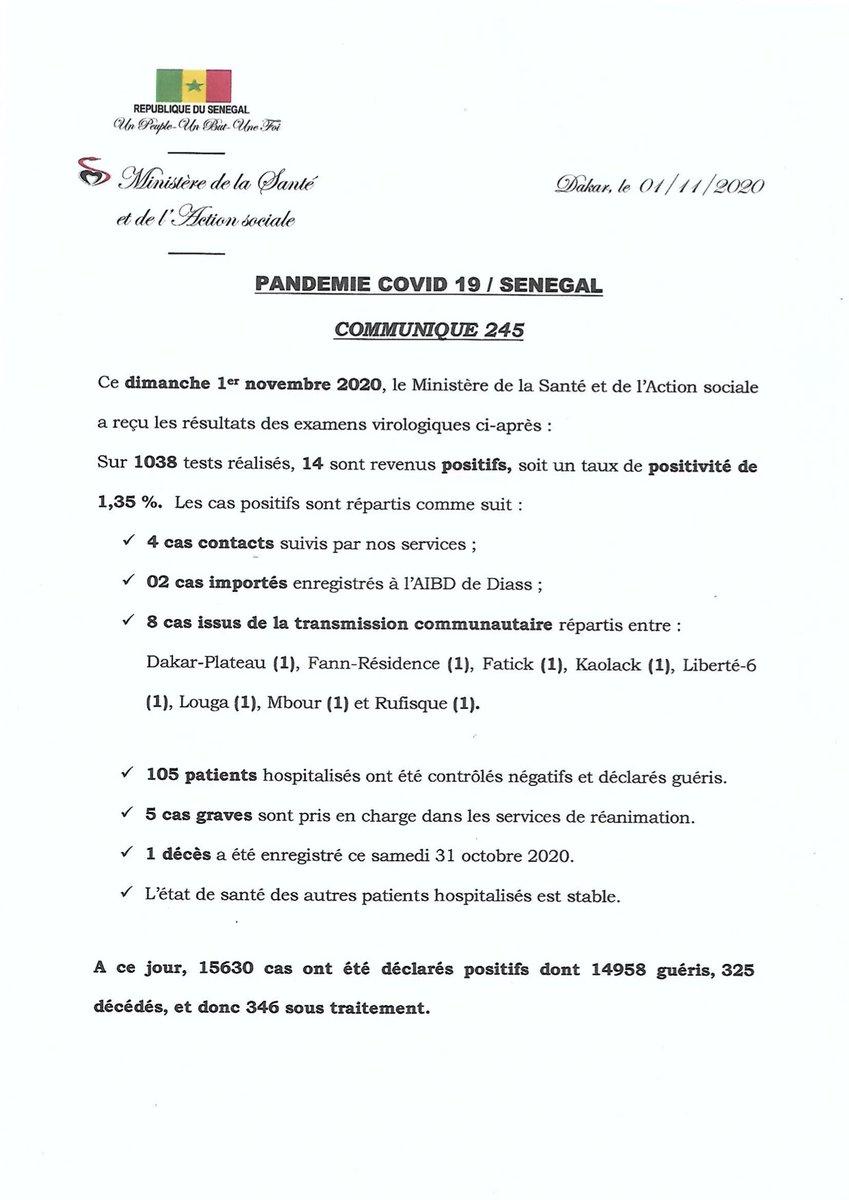 REPUBLIQUE DU SENEGAL
Un Peuple-Un But-Une Foi
Ministère de la Santé
et de l'Action sociale
Dakar, le 01/11/2020
PANDEMIE COVID 19 / SENEGAL
COMMUNIQUE 245
Ce dimanche 1er novembre 2020, le Ministère de la Santé et de l'Action sociale
a reçu les résultats des examens virologiques ci-après :
Sur 1038 tests réalisés, 14 sont revenus positifs, soit un taux de positivité de
1,35 %. Les cas positifs sont répartis comme suit :
✓ 4 cas contacts suivis par nos services ;
✓ 02 cas importés enregistrés à l'AIBD de Diass ;
✓ 8 cas issus de la transmission communautaire répartis entre :
Dakar-Plateau (1), Fann-Résidence (1), Fatick (1), Kaolack (1), Liberté-6
(1), Louga (1), Mbour (1) et Rufisque (1).
✓ 105 patients hospitalisés ont été contrôlés négatifs et déclarés guéris.
✓ 5 cas graves sont pris en charge dans les services de réanimation.
✓ 1 décès a été enregistré ce samedi 31 octobre 2020.
✓ L'état de santé des autres patients hospitalisés est stable.
A ce jour, 15630 cas ont été déclarés positifs dont 14958 guéris, 325
décédés, et donc 346 sous traitement.